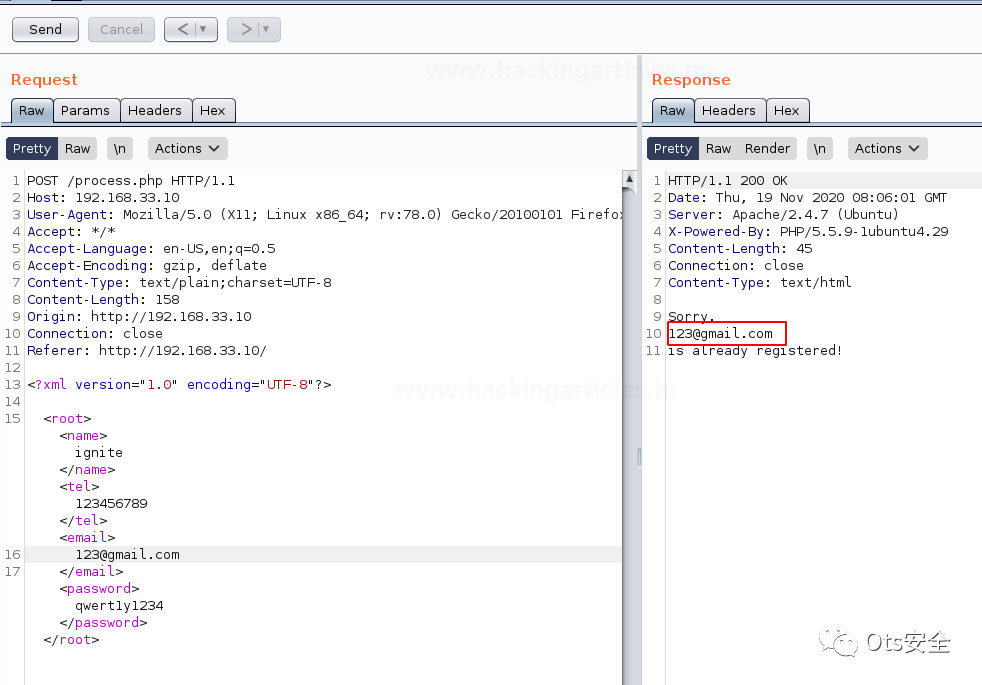 Send Cancel < ▼ > ▼
www.hackingarticles.in
Request
Raw Params Headers Hex
Pretty Raw \n Actions
1 POST /process.php HTTP/1.1
2 Host: 192.168.33.10
3 User-Agent: Mozilla/5.0 (X11; Linux x86_64; rv:78.0) Gecko/20100101 Firefox
4 Accept: */*
5 Accept-Language: en-US,en;q=0.5
6 Accept-Encoding: gzip, deflate
7 Content-Type: text/plain;charset=UTF-8
8 Content-Length: 158
9 Origin: http://192.168.33.10
10 Connection: close
11 Referer: http://192.168.33.10/
12
13 <?xml version="1.0" encoding="UTF-8"?>
14
15 <root>
<name>
ignite
</name>
<tel>
123456789
</tel>
<email>
16 123@gmail.com
17 </email>
<password>
qwert1y1234
</password>
</root>
Response
Raw Headers Hex
Pretty Raw Render \n Actions
1 HTTP/1.1 200 OK
2 Date: Thu, 19 Nov 2020 08:06:01 GMT
3 Server: Apache/2.4.7 (Ubuntu)
4 X-Powered-By: PHP/5.5.9-1ubuntu4.29
5 Content-Length: 45
6 Connection: close
7 Content-Type: text/html
8
9 Sorry,
10 123@gmail.com
11 is already registered!
www.hackingarticles.in
Ots安全